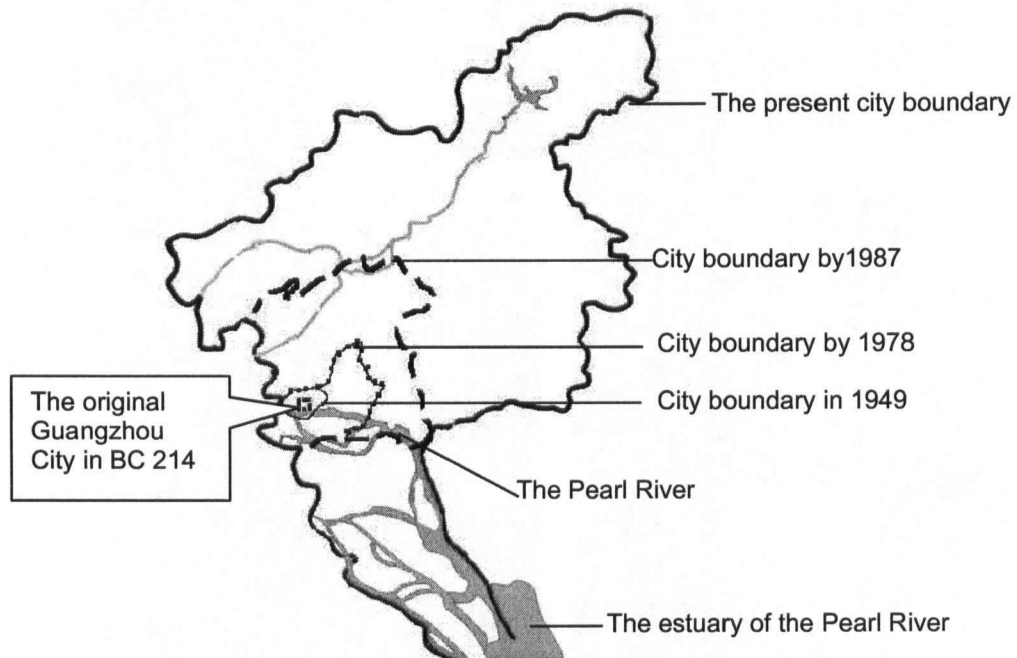 The present city boundary
City boundary by1987
City boundary by 1978
City boundary in 1949
The original
Guangzhou
City in BC 214
The Pearl River
The estuary of the Pearl River